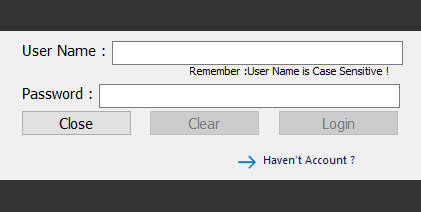 User Name :
Remember :User Name is Case Sensitive !
Password :
Close Clear Login
Haven't Account ?